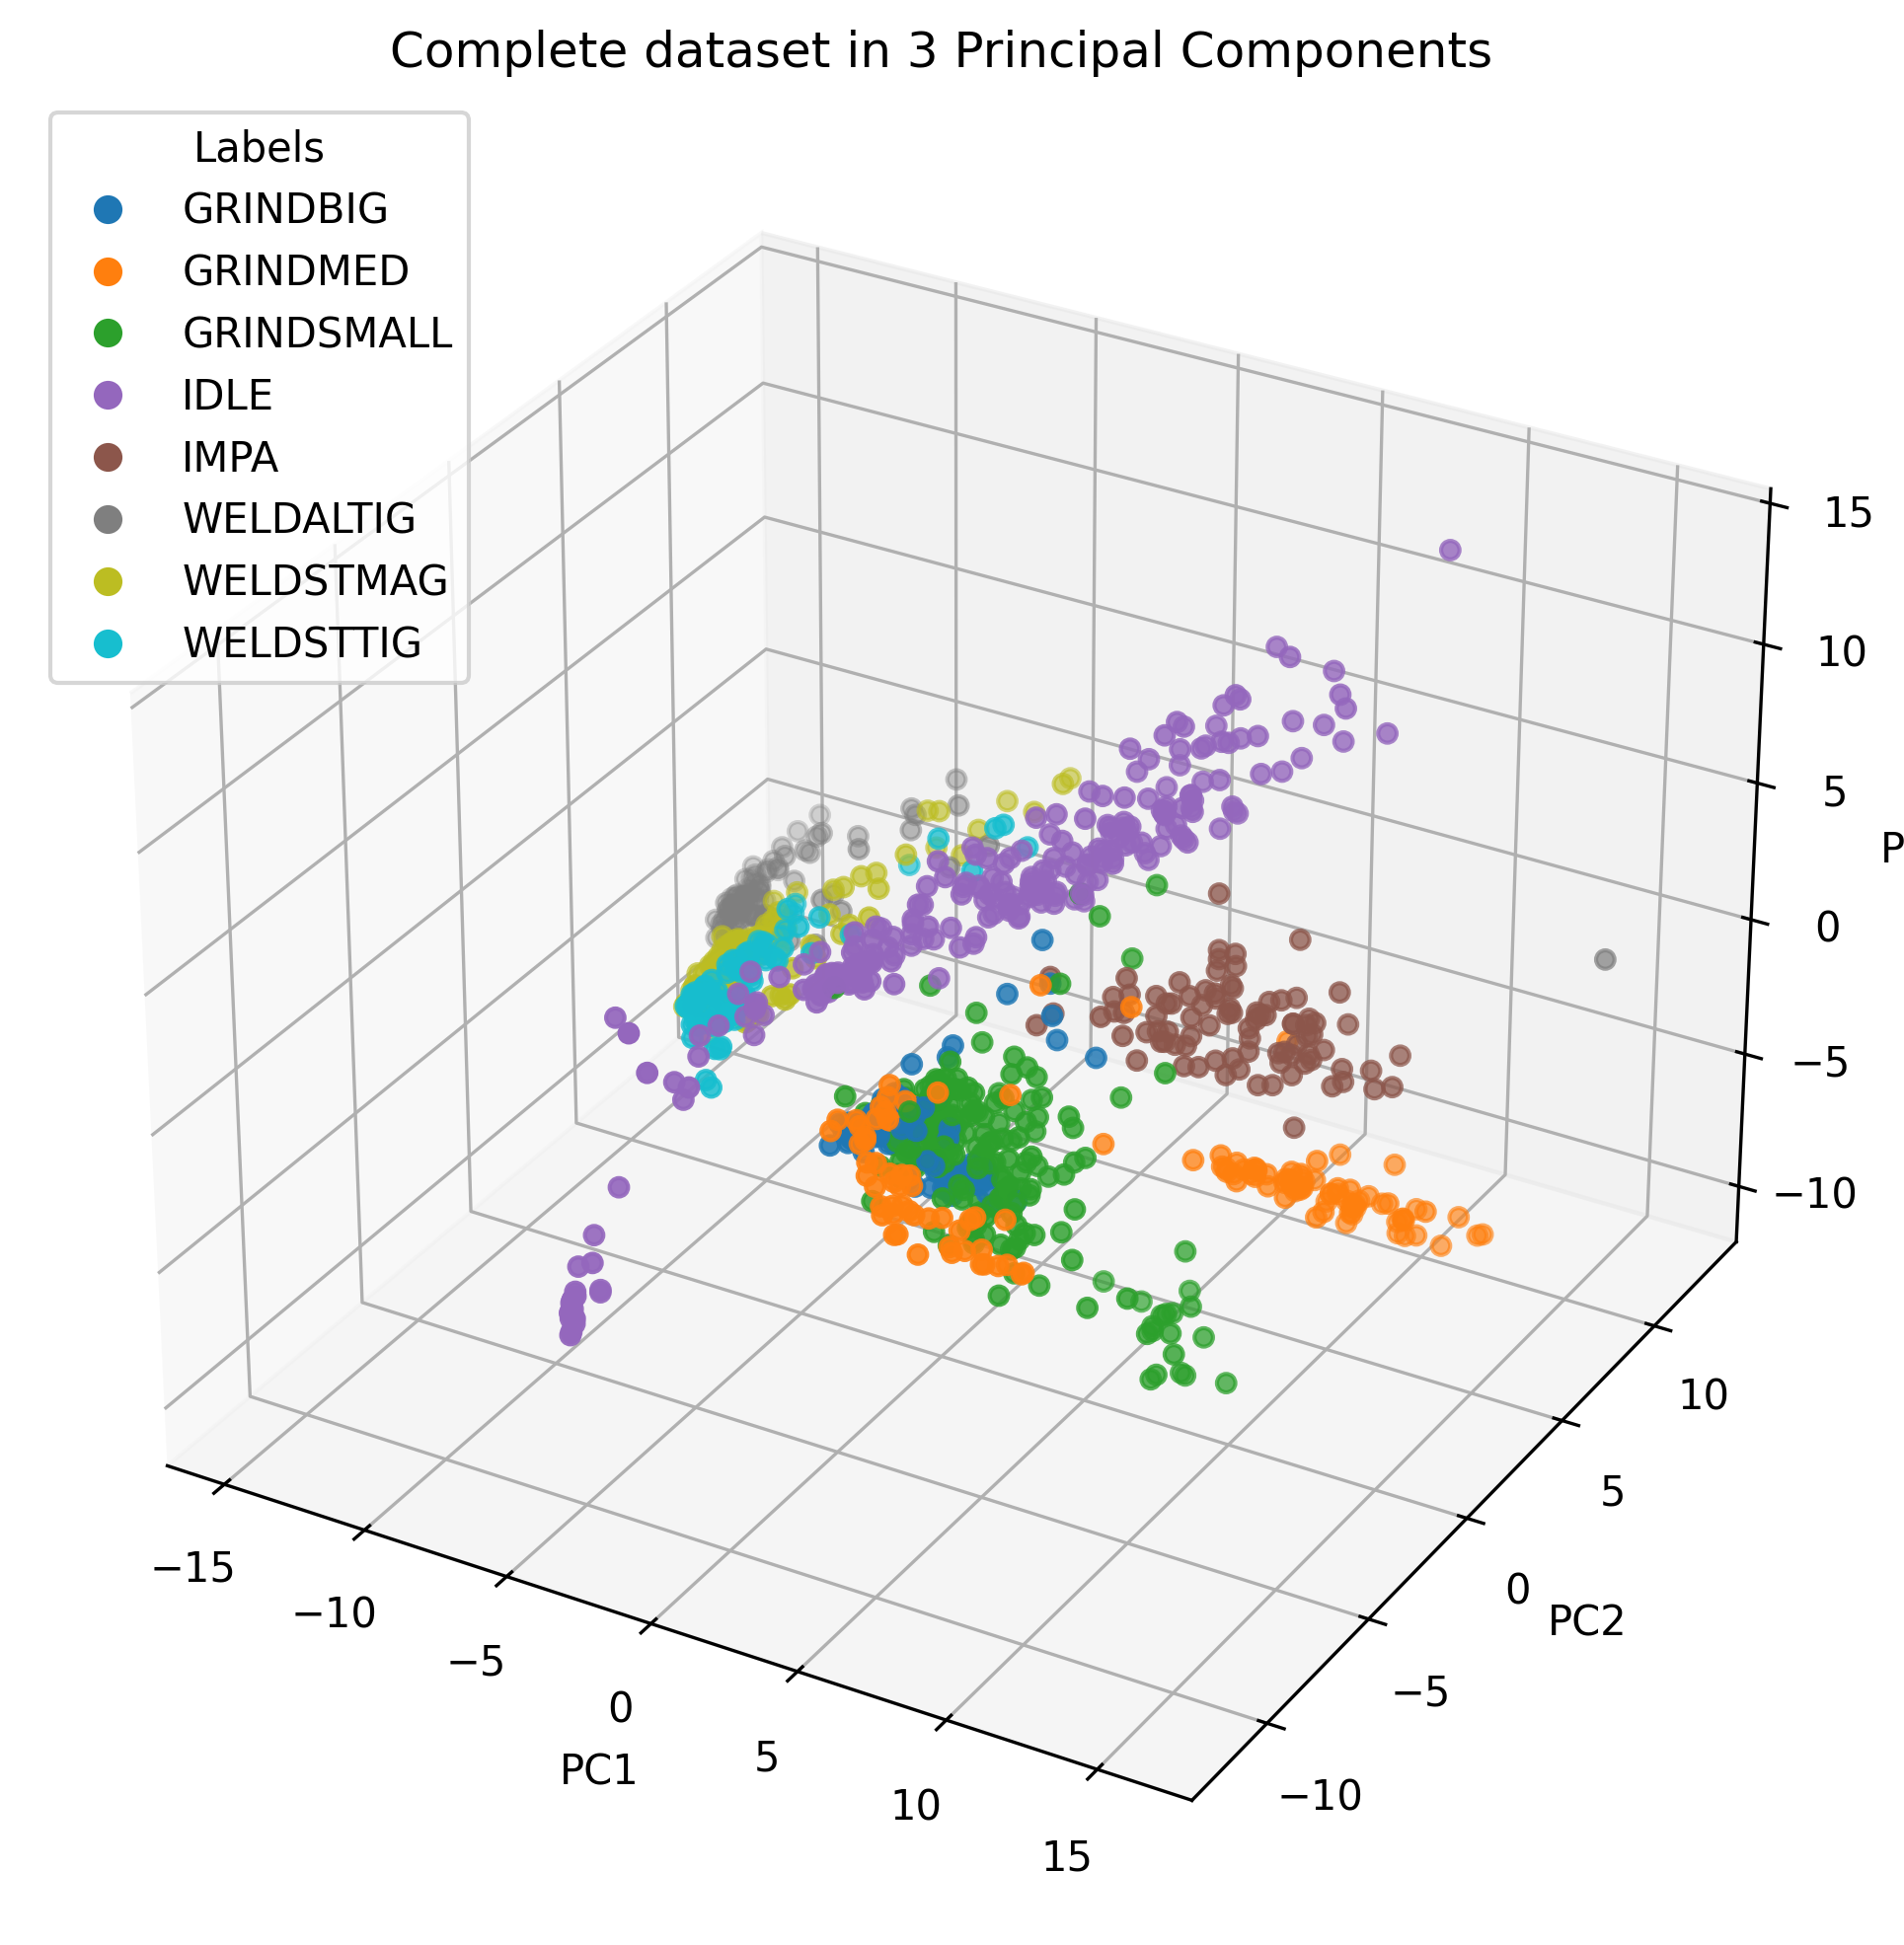 Complete dataset in 3 Principal Components
Labels
GRINDBIG
GRINDMED
GRINDSMALL
IDLE
IMPA
WELDALTIG
WELDSTMAG
WELDSTTIG
15
10
5
P
0
−5
−10
10
5
0
PC2
−5
−10
−15
−10
−5
0
PC1
5
10
15